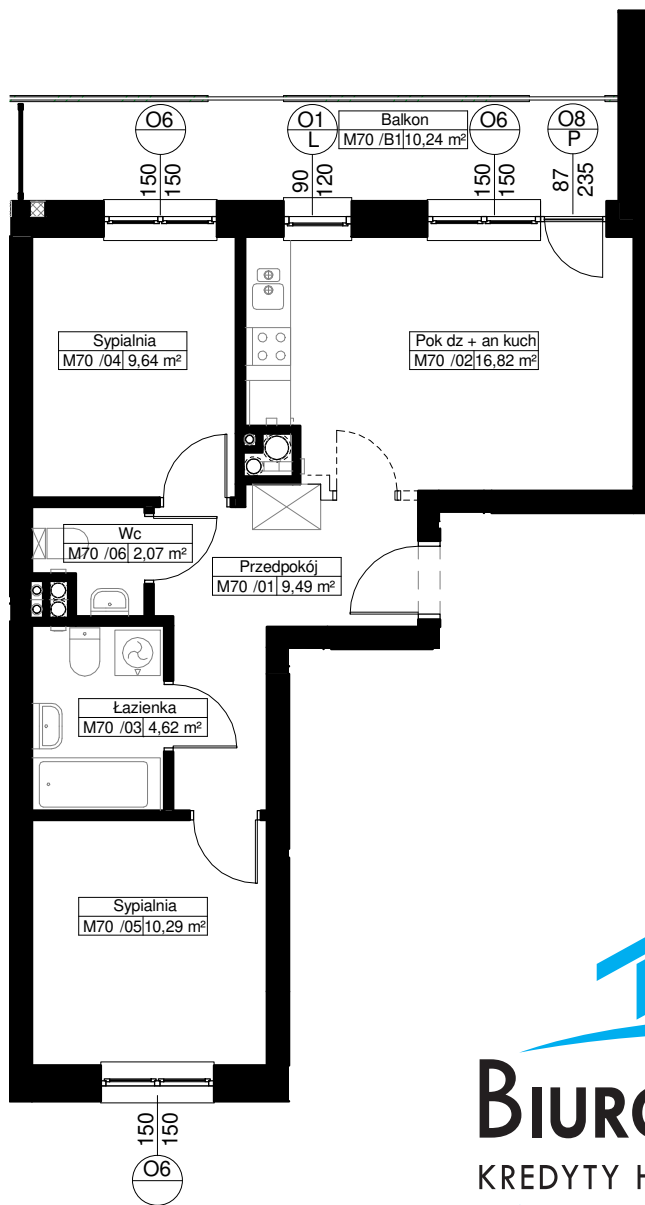 O6
150
150
O1
L
90
120
Balkon
M70 /B1 10,24 m²
O6
150
150
O8
P
87
235
Sypialnia
M70 /04 9,64 m²
Pok dz + an kuch
M70 /02 16,82 m²
Wc
M70 /06 2,07 m²
Przedpokój
M70 /01 9,49 m²
Łazienka
M70 /03 4,62 m²
Sypialnia
M70 /05 10,29 m²
150
150
O6
BIURO
KREDYTY H